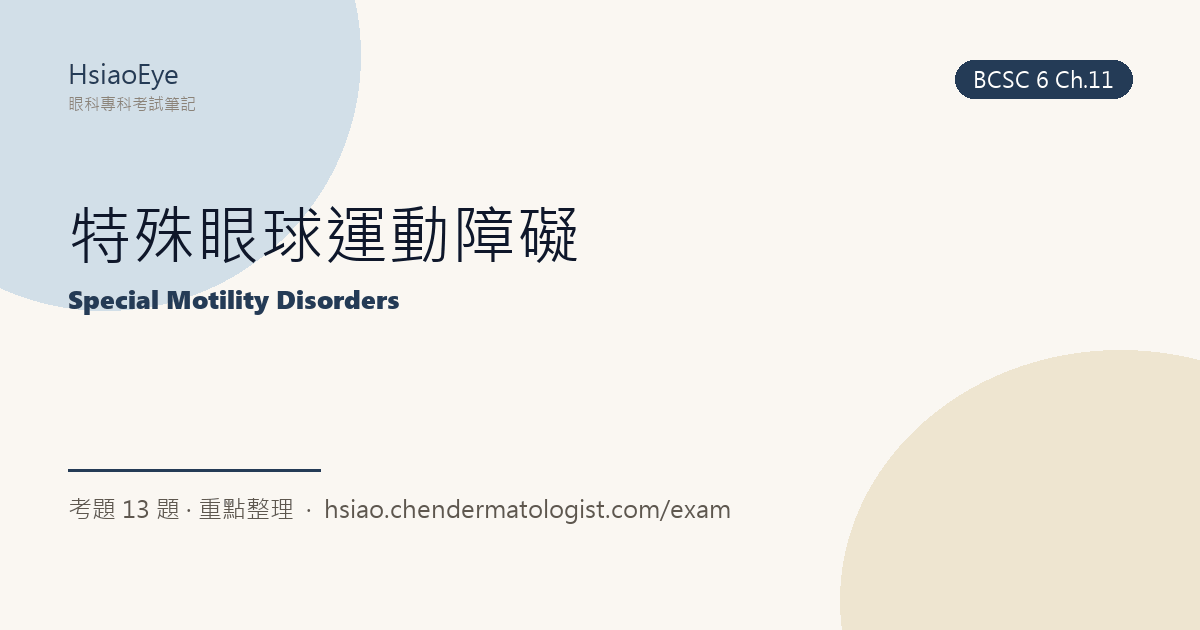 HsiaoEye
眼科專科考試筆記
BCSC 6 Ch.11
特殊眼球運動障礙
Special Motility Disorders
考題 13 題 · 重點整理 · hsiao.chendermatologist.com/exam